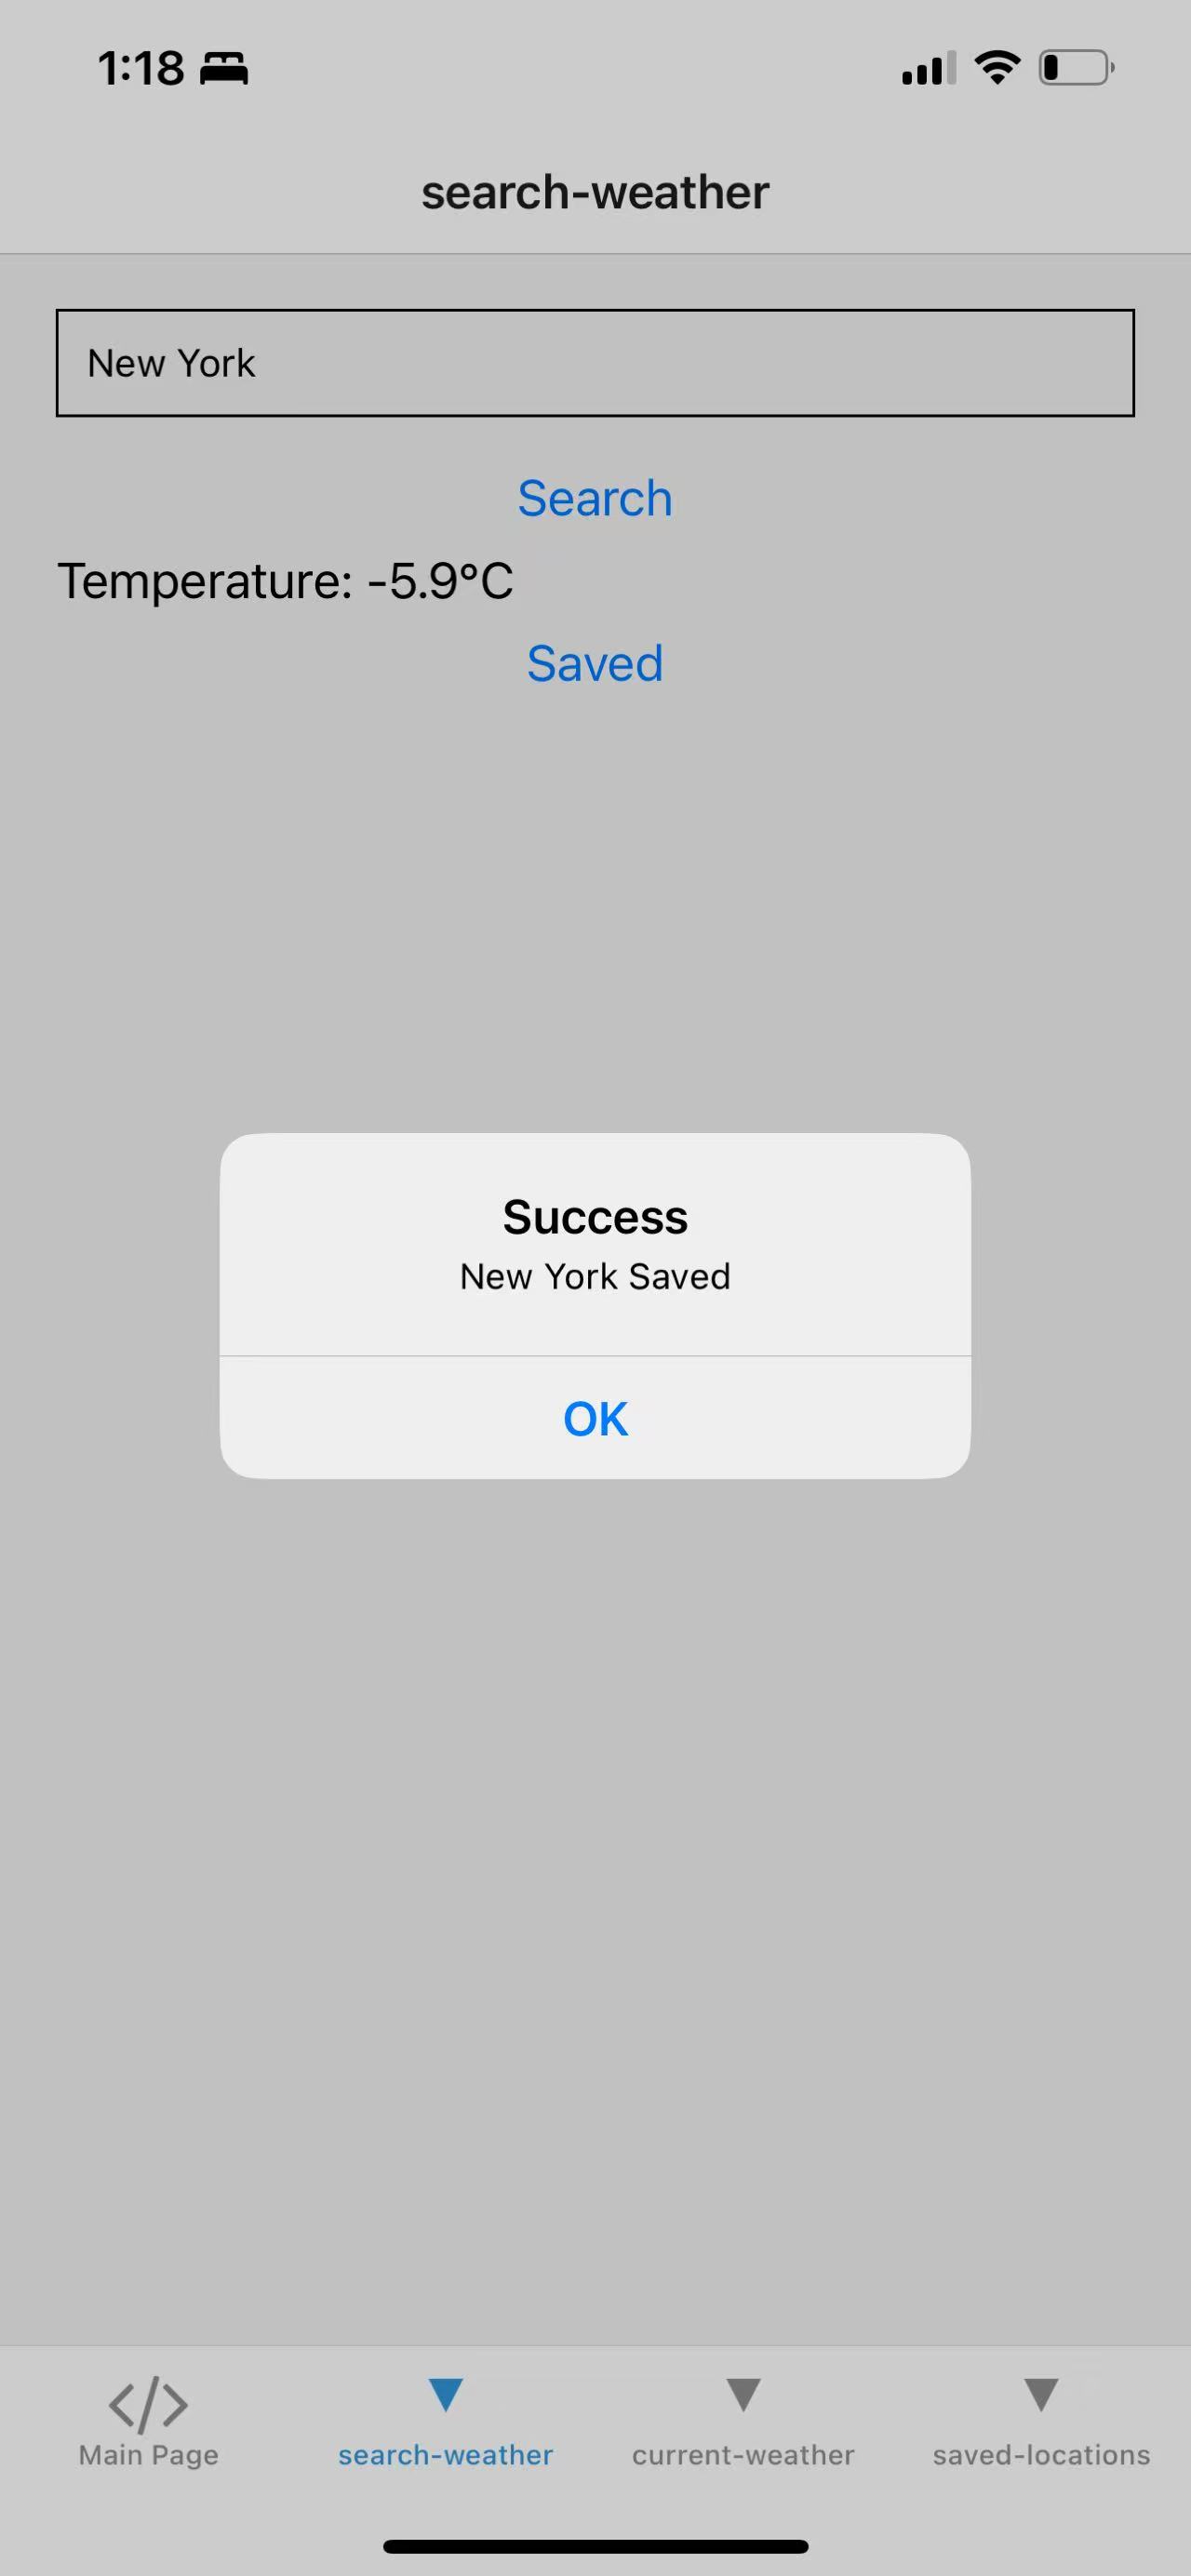 1:18
search-weather
New York
Search
Temperature: -5.9°C
Saved
Success
New York Saved
OK
Main Page
search-weather
current-weather
saved-locations